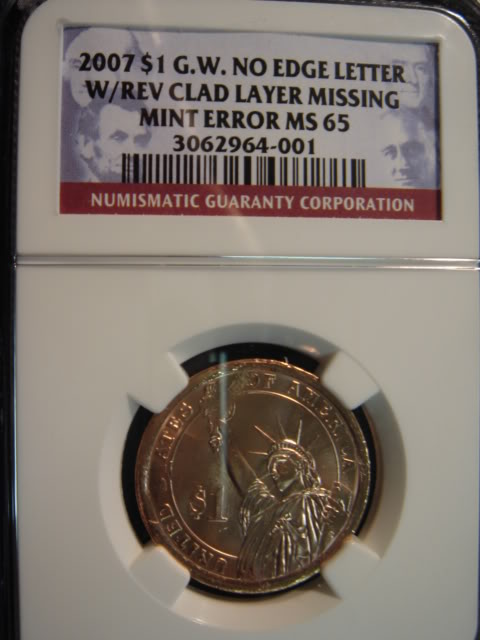 2007 $1 G.W. NO EDGE LETTER
W/REV CLAD LAYER MISSING
MINT ERROR MS 65
3062964-001
NUMISMATIC GUARANTY CORPORATION
UNITED STATES OF AMERICA
$1